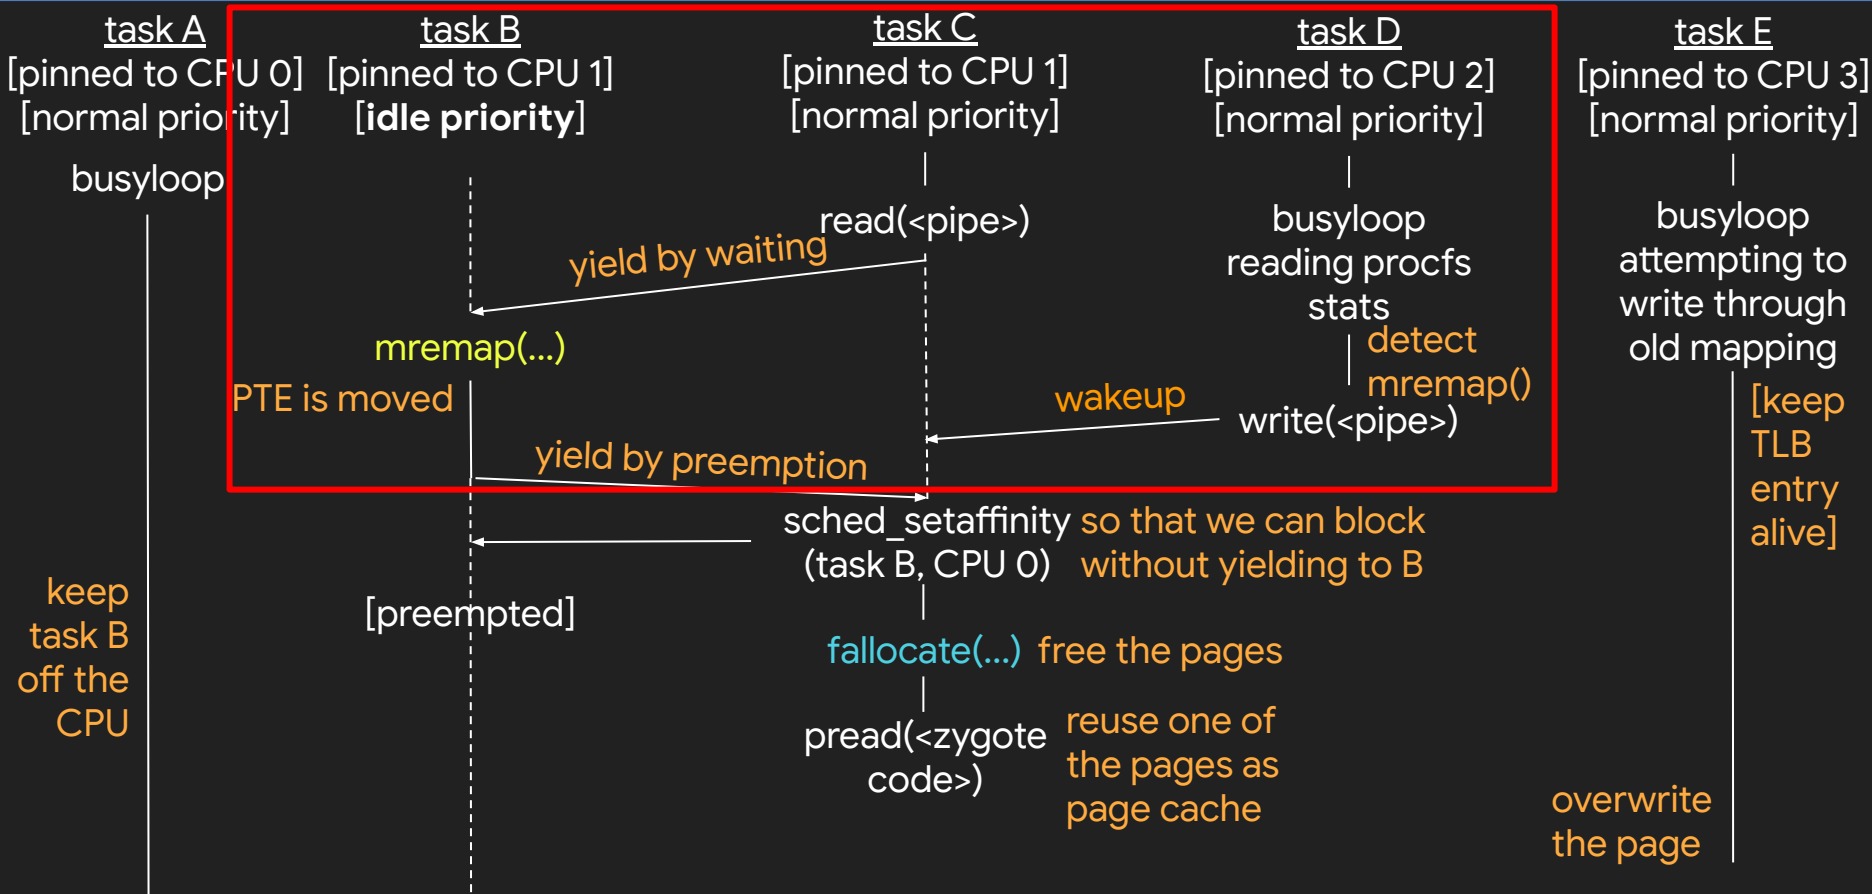 task A
[pinned to CPU 0]
[normal priority]
busyloop
keep
task B
off the
CPU
task B
[pinned to CPU 1]
[idle priority]
mremap(...)
PTE is moved
[preempted]
yield by waiting
yield by preemption
task C
[pinned to CPU 1]
[normal priority]
read(<pipe>)
sched_setaffinity
(task B, CPU 0)
so that we can block
without yielding to B
fallocate(...)
free the pages
pread(<zygote
code>)
reuse one of
the pages as
page cache
wakeup
task D
[pinned to CPU 2]
[normal priority]
busyloop
reading procfs
stats
detect
mremap()
write(<pipe>)
task E
[pinned to CPU 3]
[normal priority]
busyloop
attempting to
write through
old mapping
[keep
TLB
entry
alive]
overwrite
the page